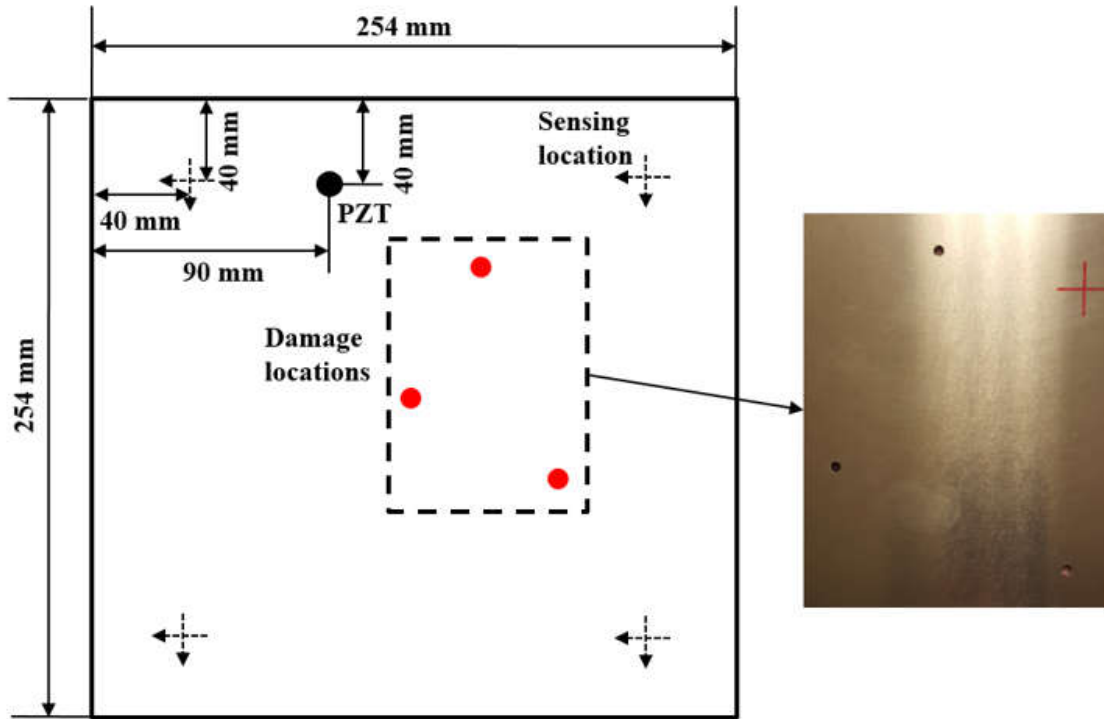 254 mm
Sensing
location
40 mm
40 mm
40 mm
PZT
90 mm
Damage
locations
254 mm